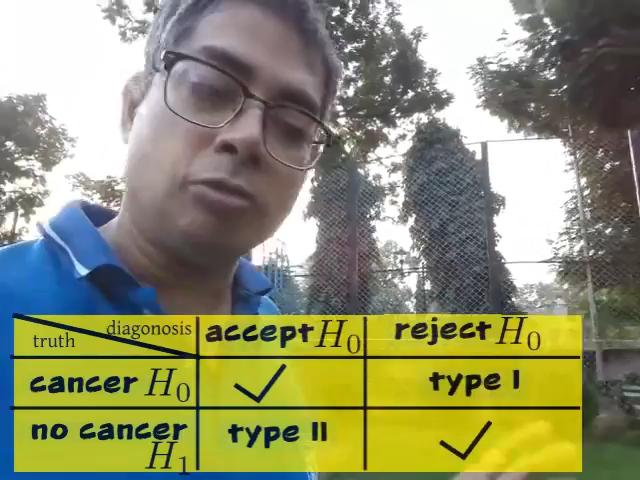 truth diagonosis accept H₀ reject H₀
cancer H₀ ✓ type I
no cancer H₁ type II ✓